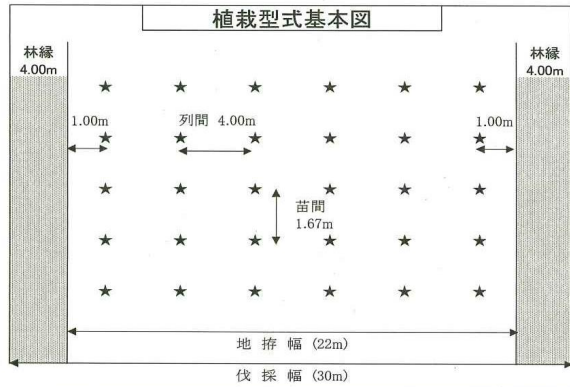 植栽型式基本図
林縁
4.00m
林縁
4.00m
1.00m
列間 4.00m
1.00m
苗間
1.67m
地拵幅 (22m)
伐採幅 (30m)